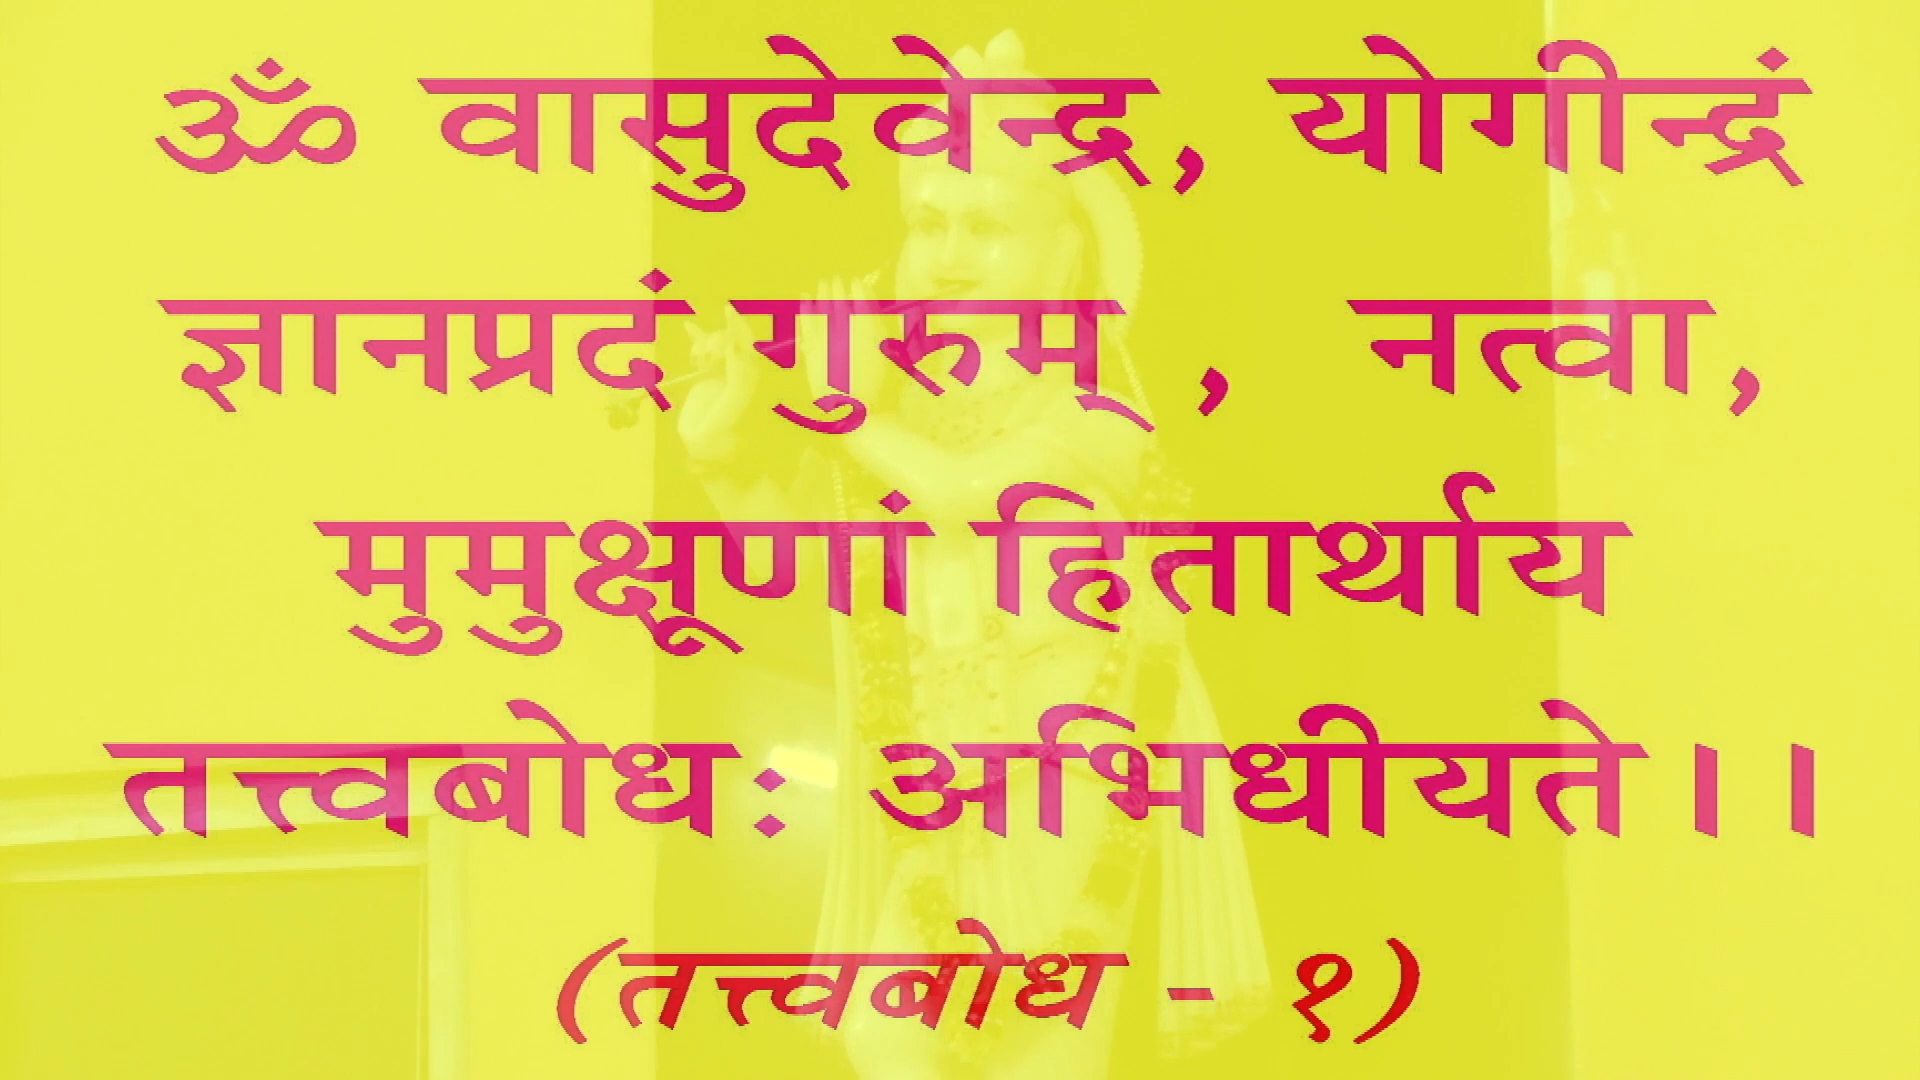 ॐ वासुदेवेन्द्र, योगीन्द्रं
ज्ञानप्रदं गुरुम् , नत्वा,
मुमुक्षूणां हितार्थाय
तत्त्वबोधः अभिधीयते।।
(तत्त्वबोध - १)